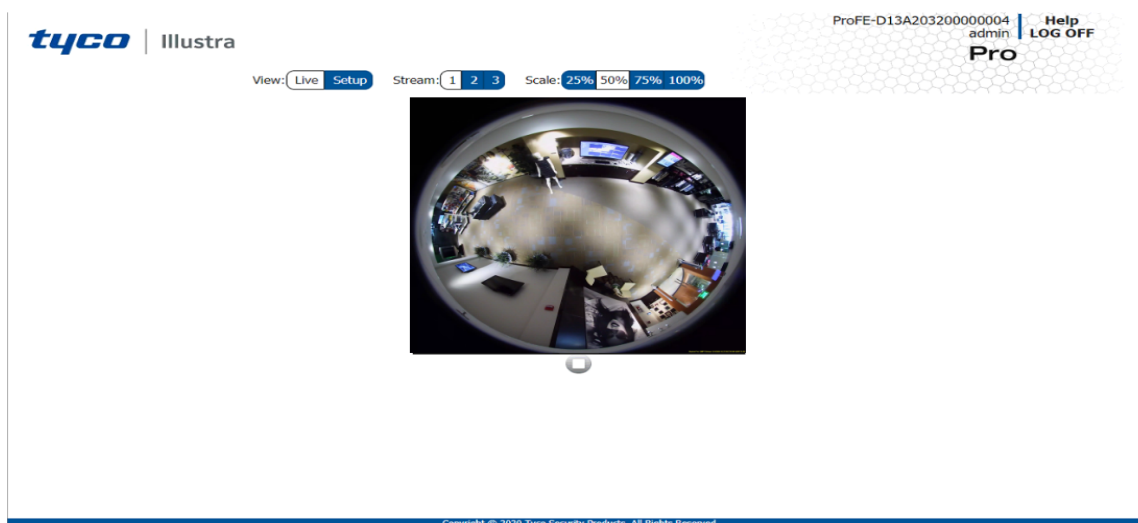 ProFE-D13A203200000004 Help
tyco | Illustra
admin LOG OFF
Pro
View: Live Setup Stream: 1 2 3 Scale: 25% 50% 75% 100%
Copyright © 2020 Tyco Security Products. All Rights Reserved.